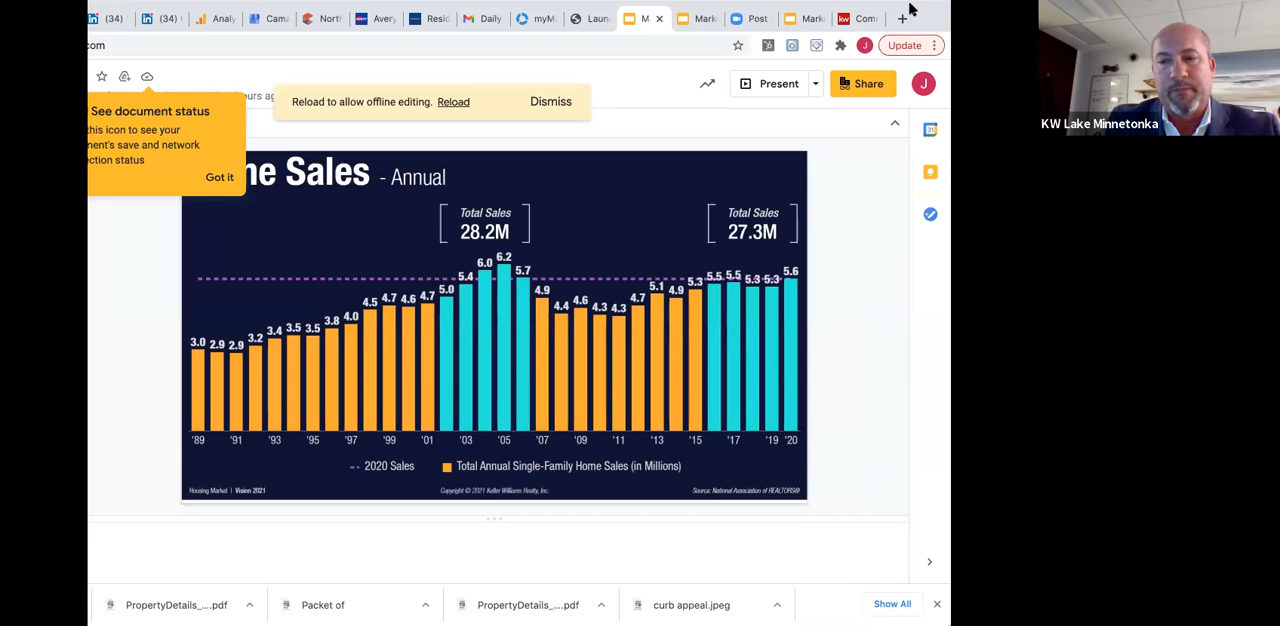 (34)
(34)
Analy
Cam
North
Avery
Resid
Daily
myM
Laun
M
Mark
Post
Mark
Com
com
Update
See document status
this icon to see your
nent's save and network
ection status
Got it
Reload to allow offline editing. Reload Dismiss
Present
Share
J
KW Lake Minnetonka
ne Sales - Annual
Total Sales
28.2M
Total Sales
27.3M
3.0 2.9 2.9 3.2 3.4 3.5 3.5 3.8 4.0 4.5 4.7 4.6 4.7 5.0 5.4 6.0 6.2 5.7 4.9 4.4 4.6 4.3 4.3 4.7 5.1 4.9 5.3 5.5 5.5 5.3 5.3 5.6
'89 '91 '93 '95 '97 '99 '01 '03 '05 '07 '09 '11 '13 '15 '17 '19 '20
2020 Sales Total Annual Single-Family Home Sales (in Millions)
Housing Market | Vision 2021 Copyright © 2021 Keller Williams Realty, Inc. Source: National Association of REALTORS®
PropertyDetails_....pdf
Packet of
PropertyDetails_....pdf
curb appeal.jpeg
Show All